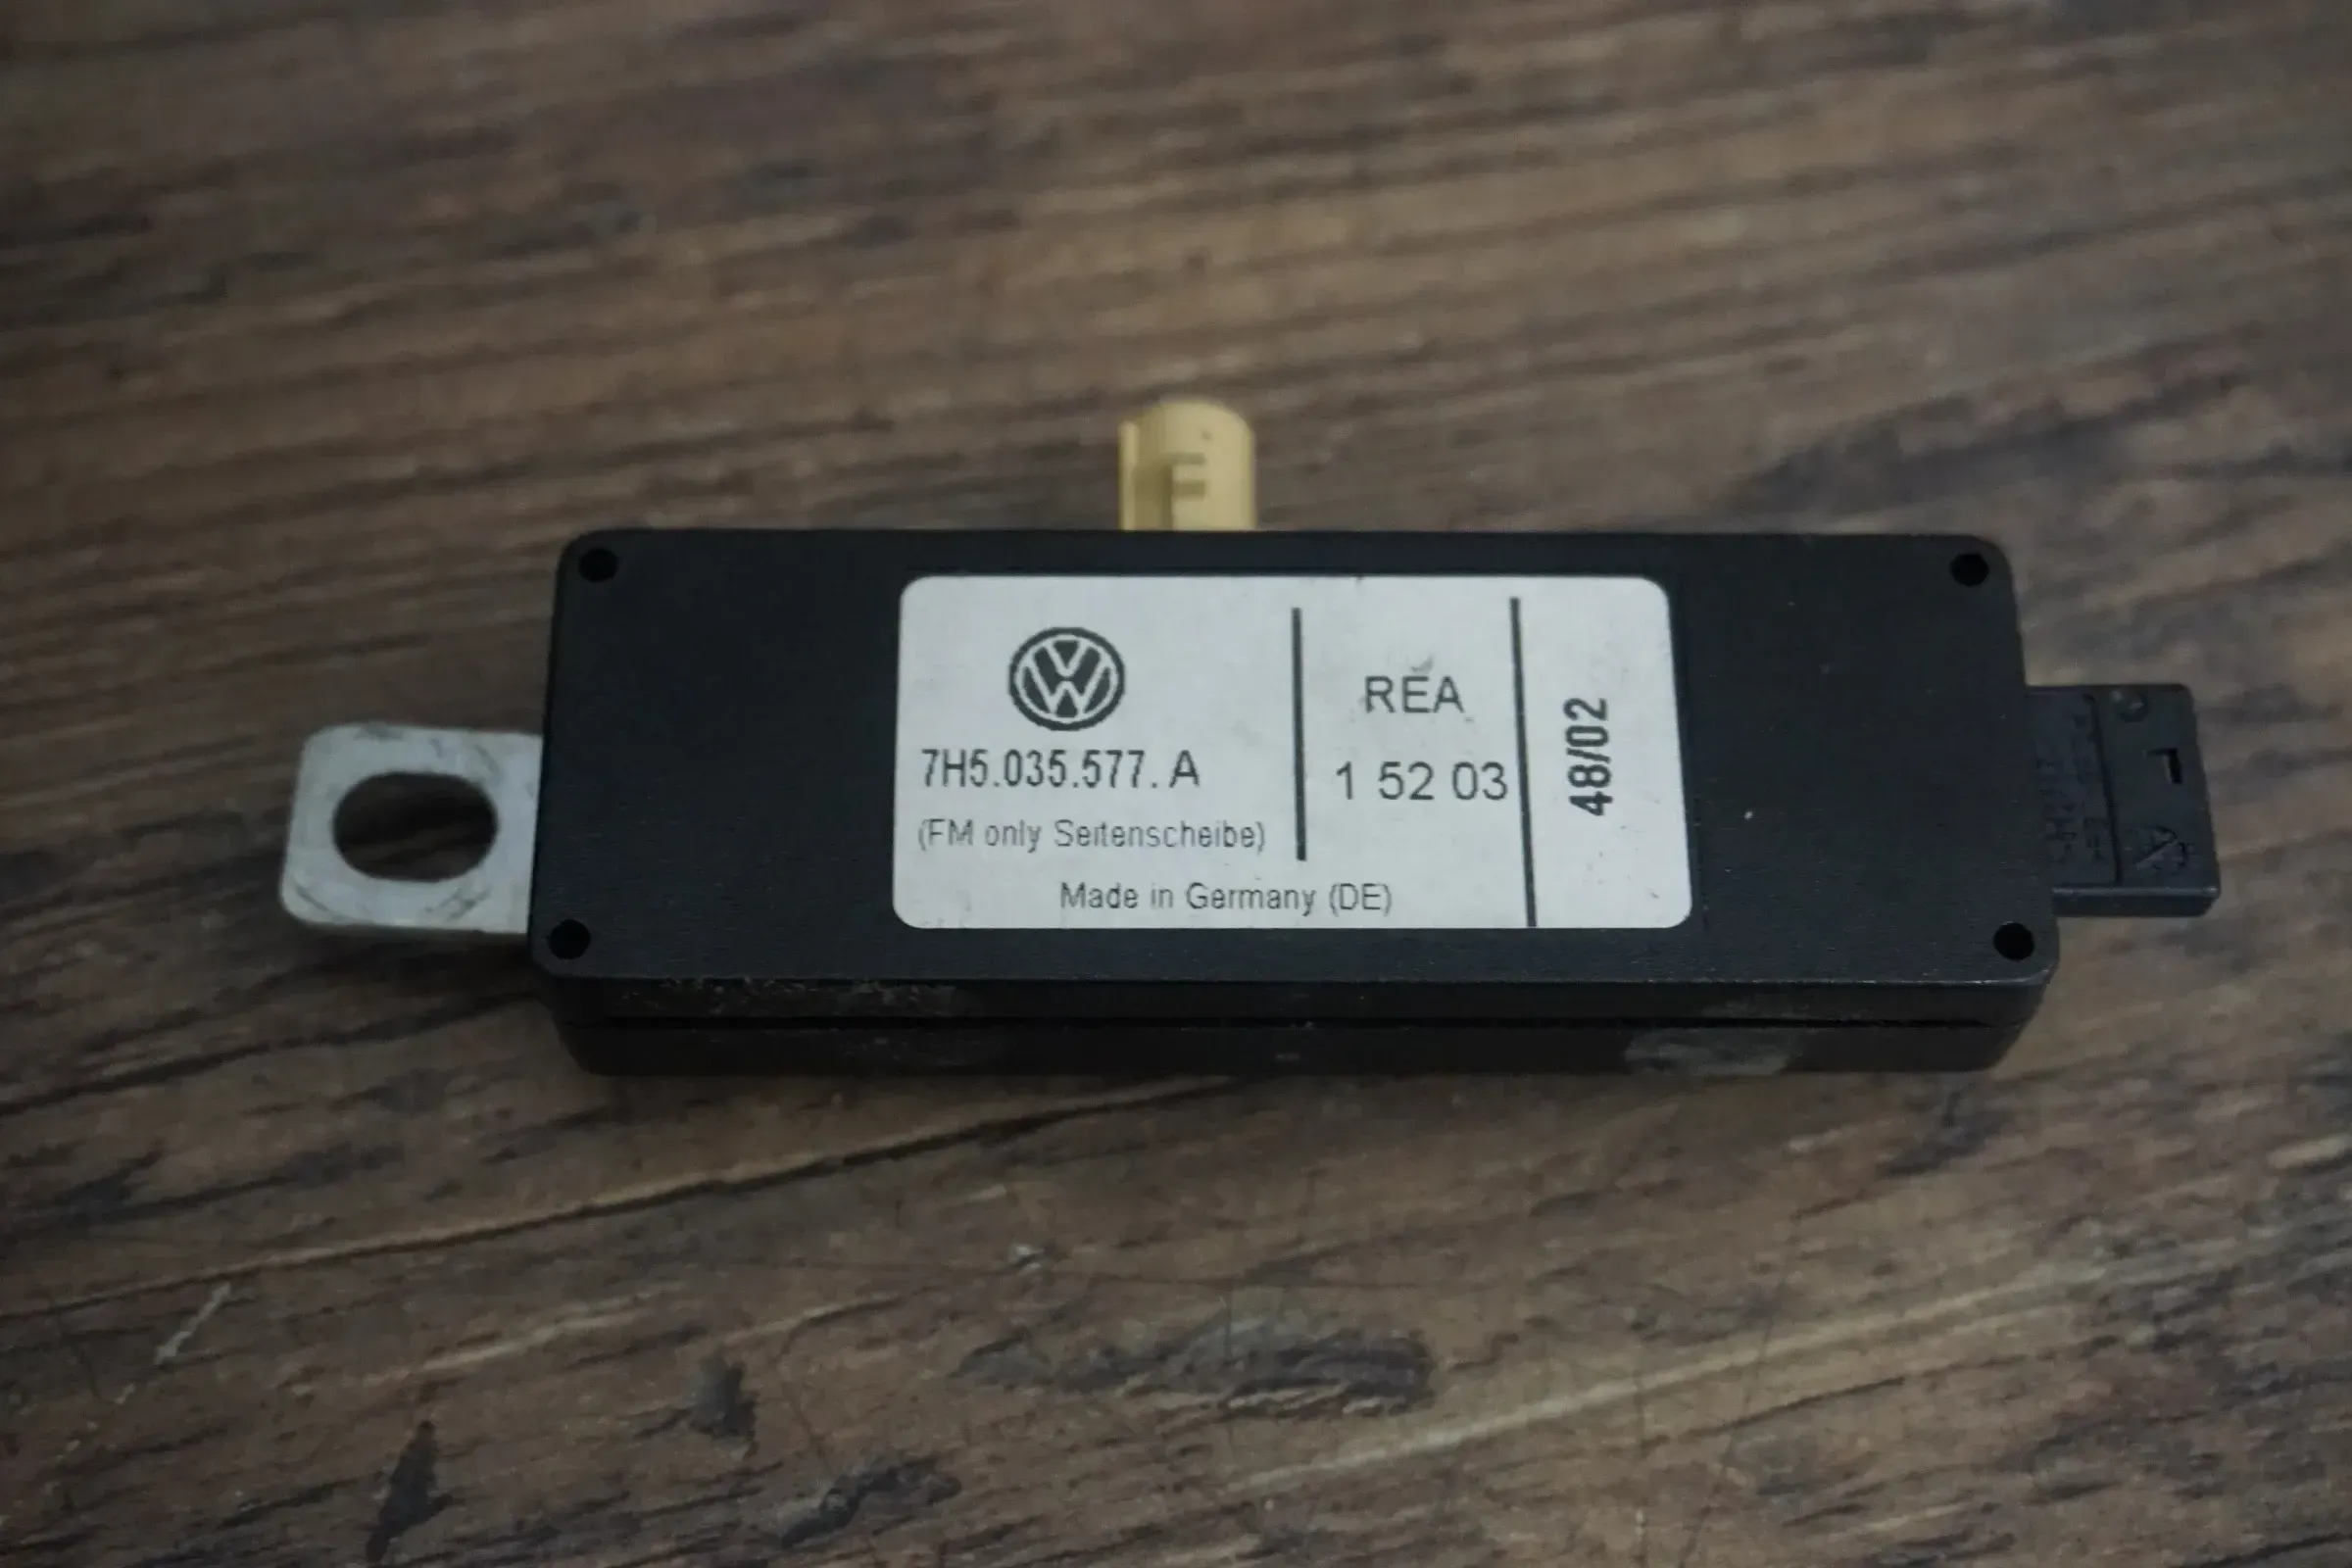 7H5.035.577. A
(FM only Seitenscheibe)
Made in Germany (DE)
REA
1 52 03
48/02